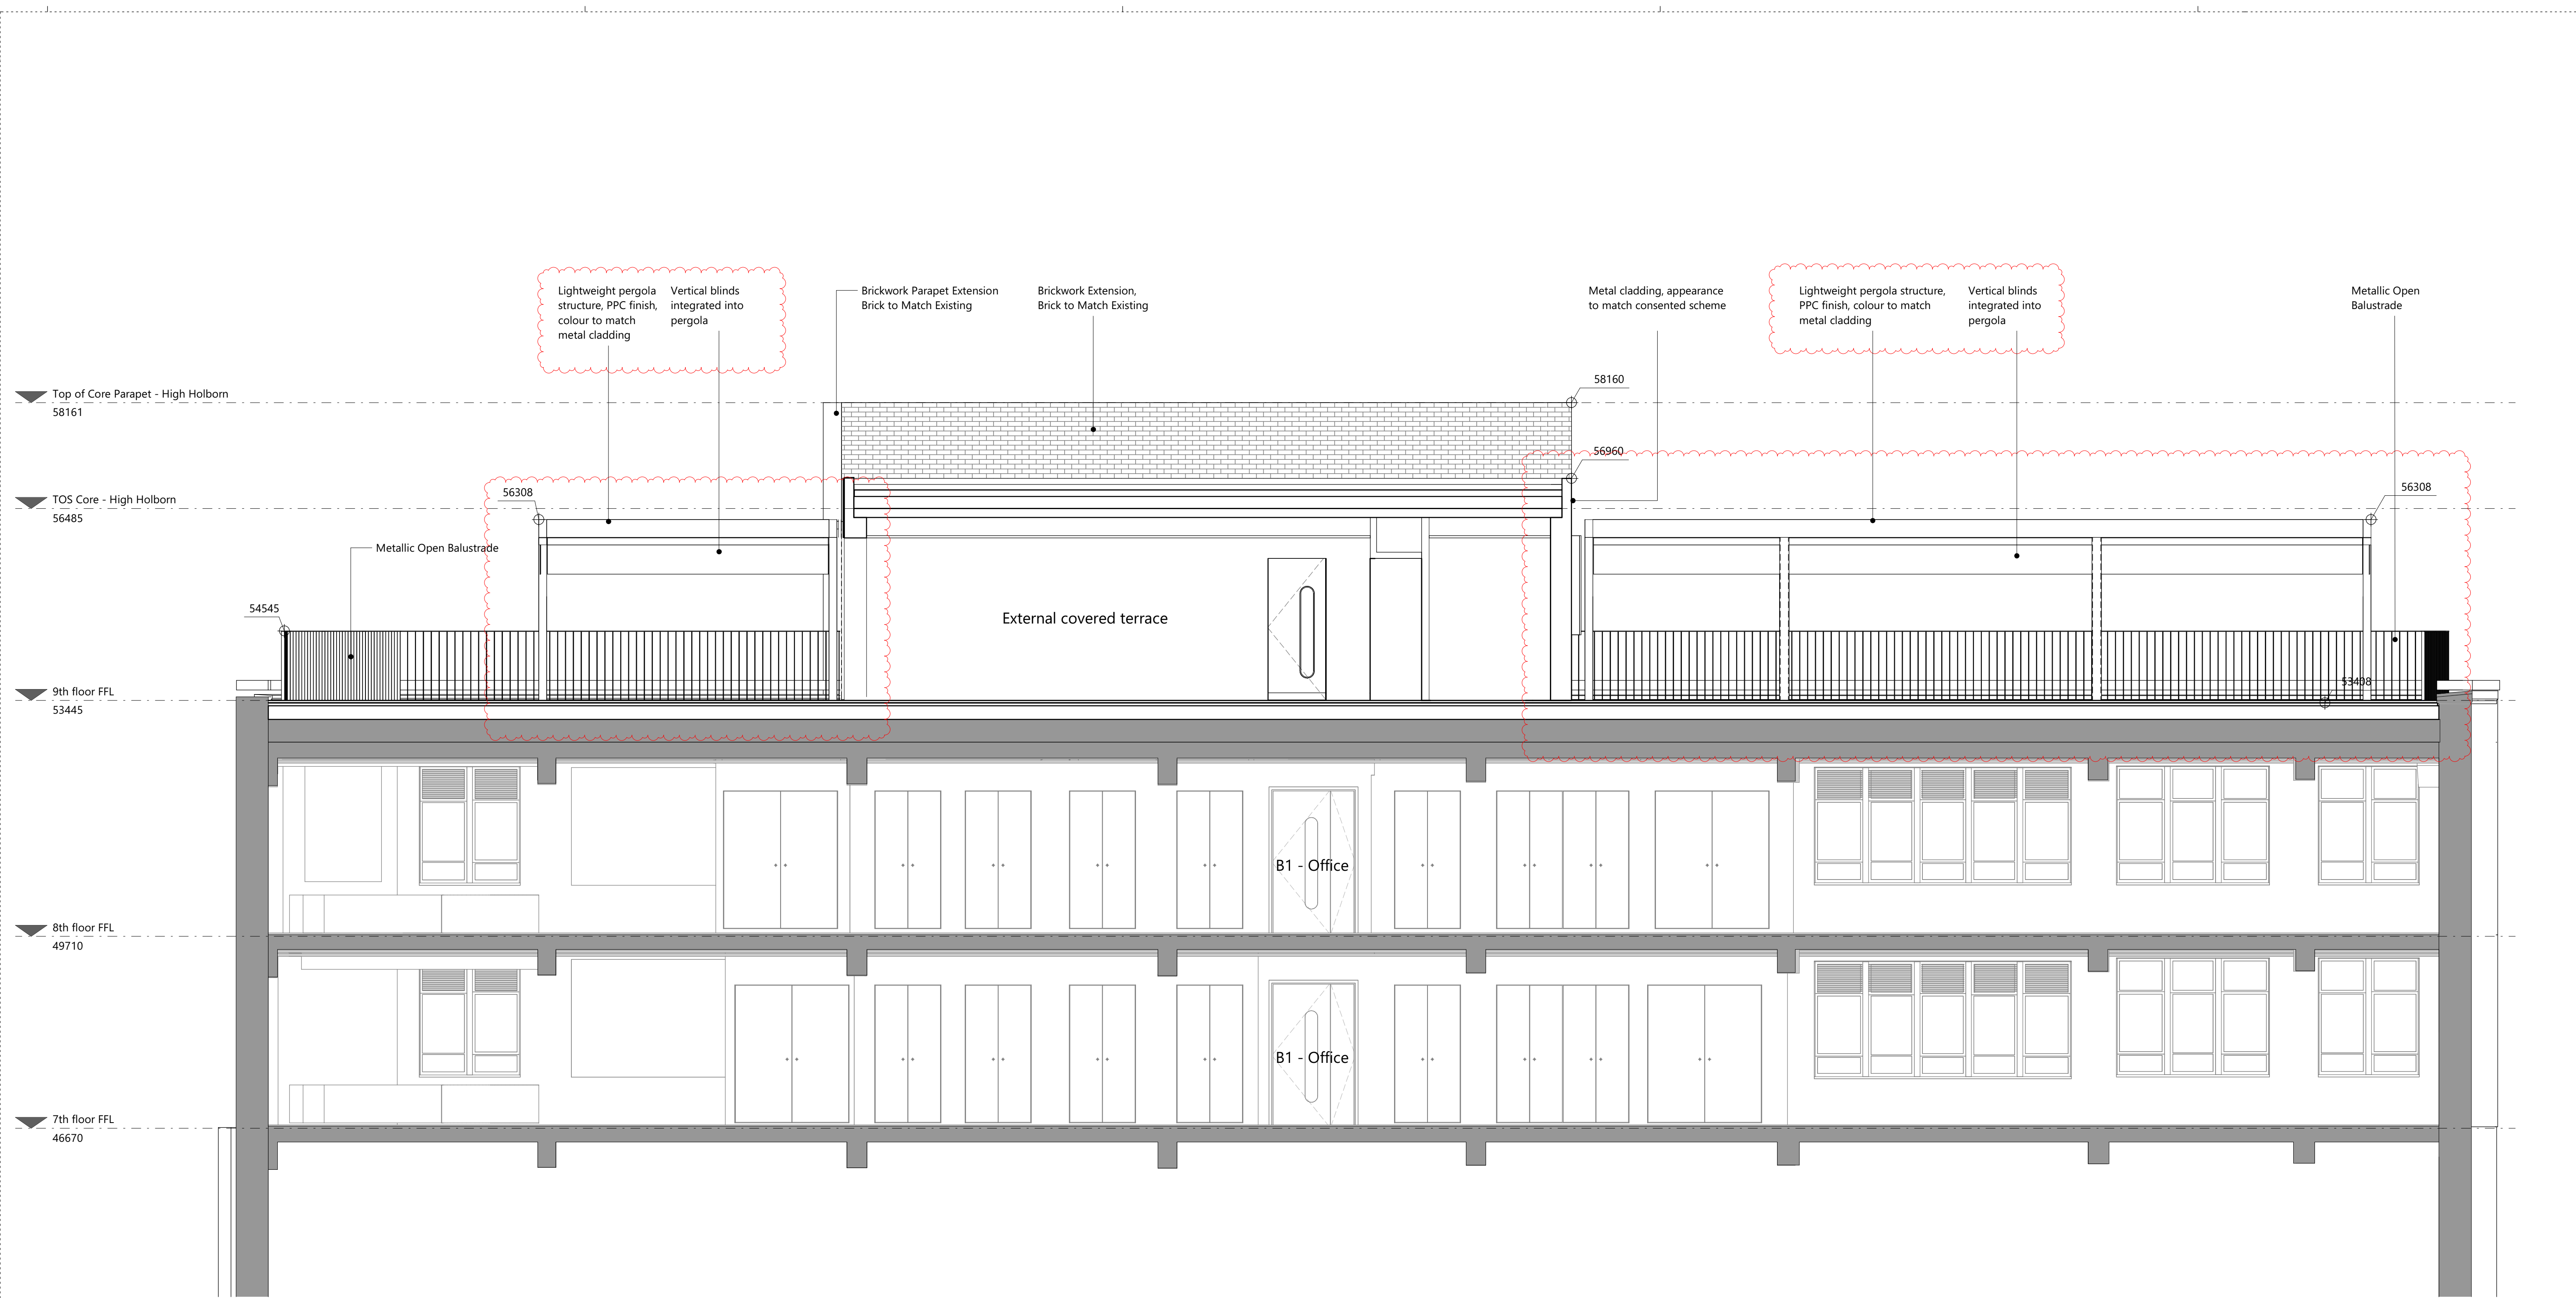 Lightweight pergola
structure, PPC finish,
colour to match
metal cladding
Vertical blinds
integrated into
pergola
Brickwork Parapet Extension
Brick to Match Existing
Brickwork Extension,
Brick to Match Existing
Metal cladding, appearance
to match consented scheme
Lightweight pergola structure,
PPC finish, colour to match
metal cladding
Vertical blinds
integrated into
pergola
Metallic Open
Balustrade
58160
Top of Core Parapet - High Holborn
58161
56960
TOS Core - High Holborn
56485
56308
56308
Metallic Open Balustrade
54545
External covered terrace
53408
9th floor FFL
53445
B1 - Office
8th floor FFL
49710
B1 - Office
7th floor FFL
46670